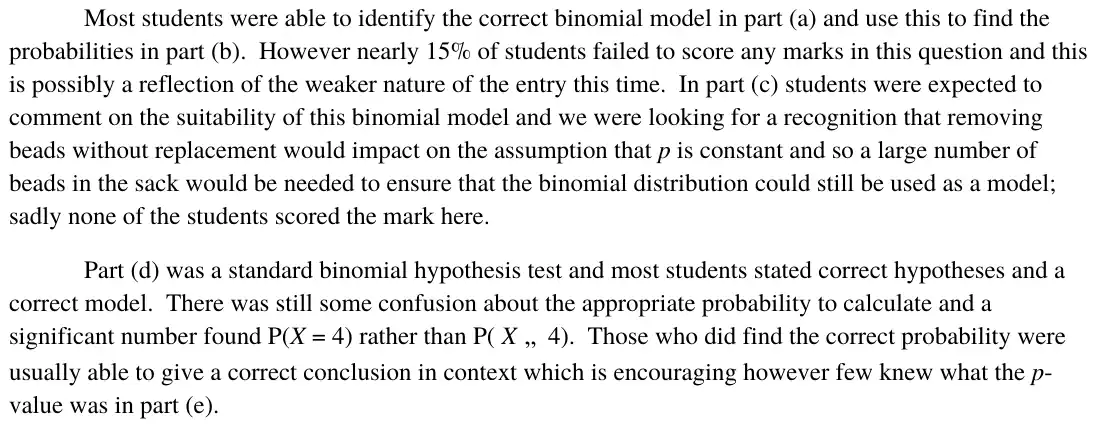 Most students were able to identify the correct binomial model in part (a) and use this to find the
probabilities in part (b).  However nearly 15% of students failed to score any marks in this question and this
is possibly a reflection of the weaker nature of the entry this time.  In part (c) students were expected to
comment on the suitability of this binomial model and we were looking for a recognition that removing
beads without replacement would impact on the assumption that p is constant and so a large number of
beads in the sack would be needed to ensure that the binomial distribution could still be used as a model;
sadly none of the students scored the mark here.
Part (d) was a standard binomial hypothesis test and most students stated correct hypotheses and a
correct model.  There was still some confusion about the appropriate probability to calculate and a
significant number found P(X = 4) rather than P( X ,, 4).  Those who did find the correct probability were
usually able to give a correct conclusion in context which is encouraging however few knew what the p-
value was in part (e).